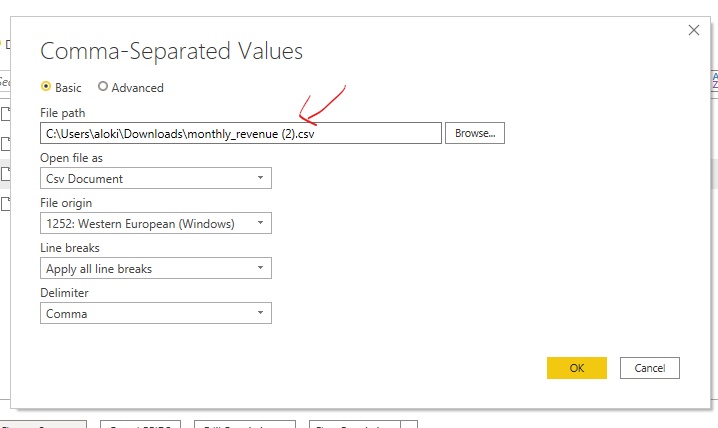 Comma-Separated Values
Basic Advanced
File path
C:\Users\aloki\Downloads\monthly_revenue (2).csv Browse...
Open file as
Csv Document
File origin
1252: Western European (Windows)
Line breaks
Apply all line breaks
Delimiter
Comma
OK Cancel